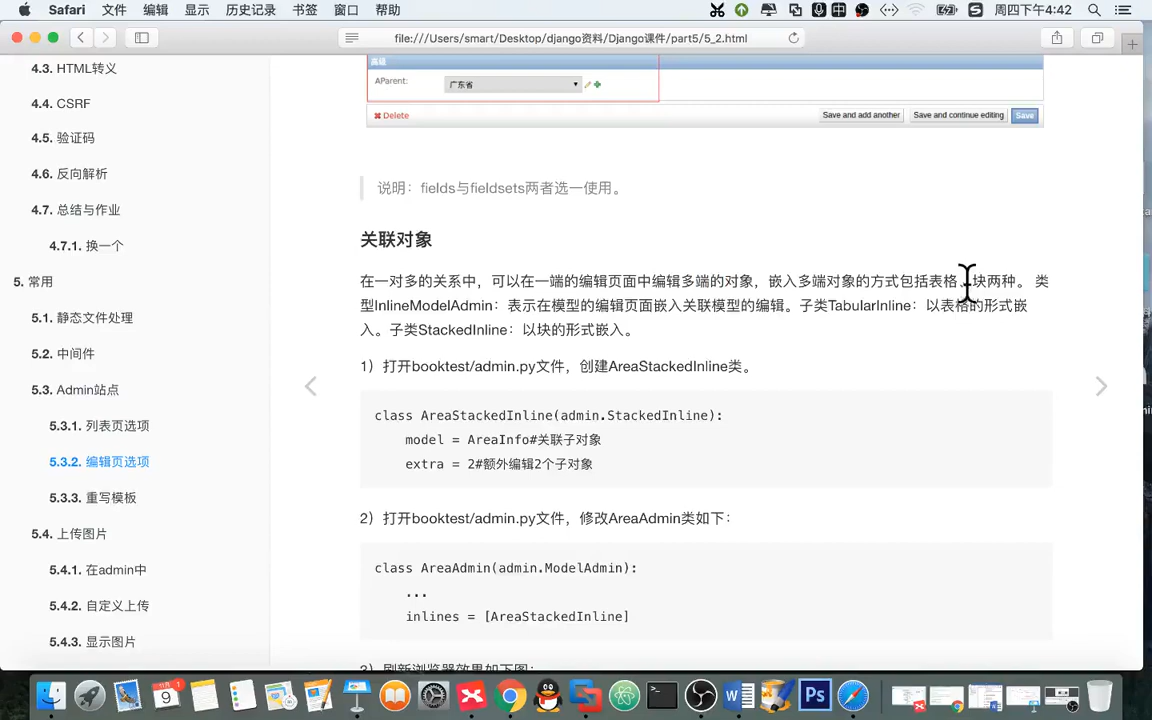 Safari 文件 编辑 显示 历史记录 书签 窗口 帮助 周四下午4:42
file:///Users/smart/Desktop/django资料/Django课件/part5/5_2.html
4.3. HTML转义
4.4. CSRF
4.5. 验证码
4.6. 反向解析
4.7. 总结与作业
4.7.1. 换一个
5. 常用
5.1. 静态文件处理
5.2. 中间件
5.3. Admin站点
5.3.1. 列表页选项
5.3.2. 编辑页选项
5.3.3. 重写模板
5.4. 上传图片
5.4.1. 在admin中
5.4.2. 自定义上传
5.4.3. 显示图片
高级
AParent: 广东省
Delete Save and add another Save and continue editing Save
说明：fields与fieldsets两者选一使用。
关联对象
在一对多的关系中，可以在一端的编辑页面中编辑多端的对象，嵌入多端对象的方式包括表格、块两种。 类
型InlineModelAdmin：表示在模型的编辑页面嵌入关联模型的编辑。子类TabularInline：以表格的形式嵌
入。子类StackedInline：以块的形式嵌入。
1）打开booktest/admin.py文件，创建AreaStackedInline类。
class AreaStackedInline(admin.StackedInline):
model = AreaInfo#关联子对象
extra = 2#额外编辑2个子对象
2）打开booktest/admin.py文件，修改AreaAdmin类如下：
class AreaAdmin(admin.ModelAdmin):
...
inlines = [AreaStackedInline]
3）刷新浏览器效果如下图：
9
W
Ps